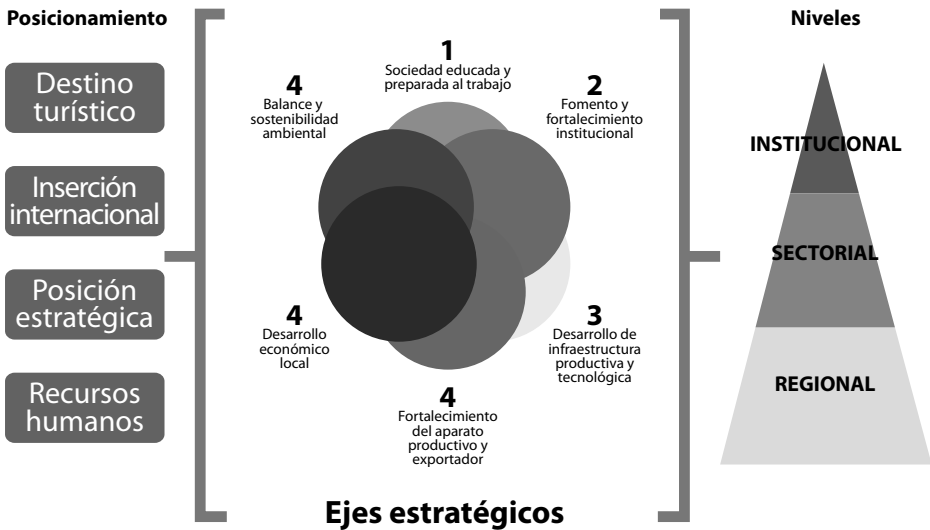 Posicionamiento
Destino
turístico
Inserción
internacional
Posición
estratégica
Recursos
humanos
1
Sociedad educada y
preparada al trabajo
2
Fomento y
fortalecimiento
institucional
3
Desarrollo de
infraestructura
productiva y
tecnológica
4
Fortalecimiento
del aparato
productivo y
exportador
4
Desarrollo
económico
local
4
Balance y
sostenibilidad
ambiental
Ejes estratégicos
Niveles
INSTITUCIONAL
SECTORIAL
REGIONAL